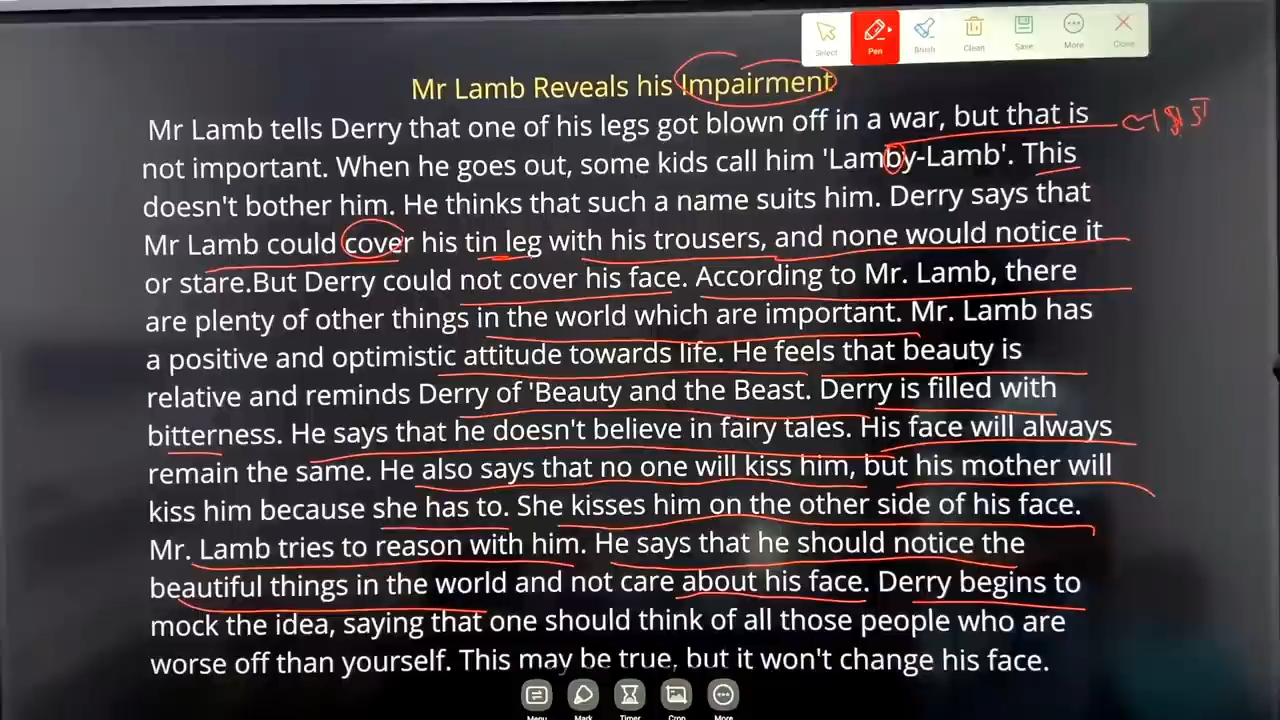 Select
Pen
Brush
Clean
Save
More
Close
Mr Lamb Reveals his Impairment
Mr Lamb tells Derry that one of his legs got blown off in a war, but that is
not important. When he goes out, some kids call him 'Lamby-Lamb'. This
doesn't bother him. He thinks that such a name suits him. Derry says that
Mr Lamb could cover his tin leg with his trousers, and none would notice it
or stare.But Derry could not cover his face. According to Mr. Lamb, there
are plenty of other things in the world which are important. Mr. Lamb has
a positive and optimistic attitude towards life. He feels that beauty is
relative and reminds Derry of 'Beauty and the Beast. Derry is filled with
bitterness. He says that he doesn't believe in fairy tales. His face will always
remain the same. He also says that no one will kiss him, but his mother will
kiss him because she has to. She kisses him on the other side of his face.
Mr. Lamb tries to reason with him. He says that he should notice the
beautiful things in the world and not care about his face. Derry begins to
mock the idea, saying that one should think of all those people who are
worse off than yourself. This may be true, but it won't change his face.
Menu
Mark
Timer
Crop
More